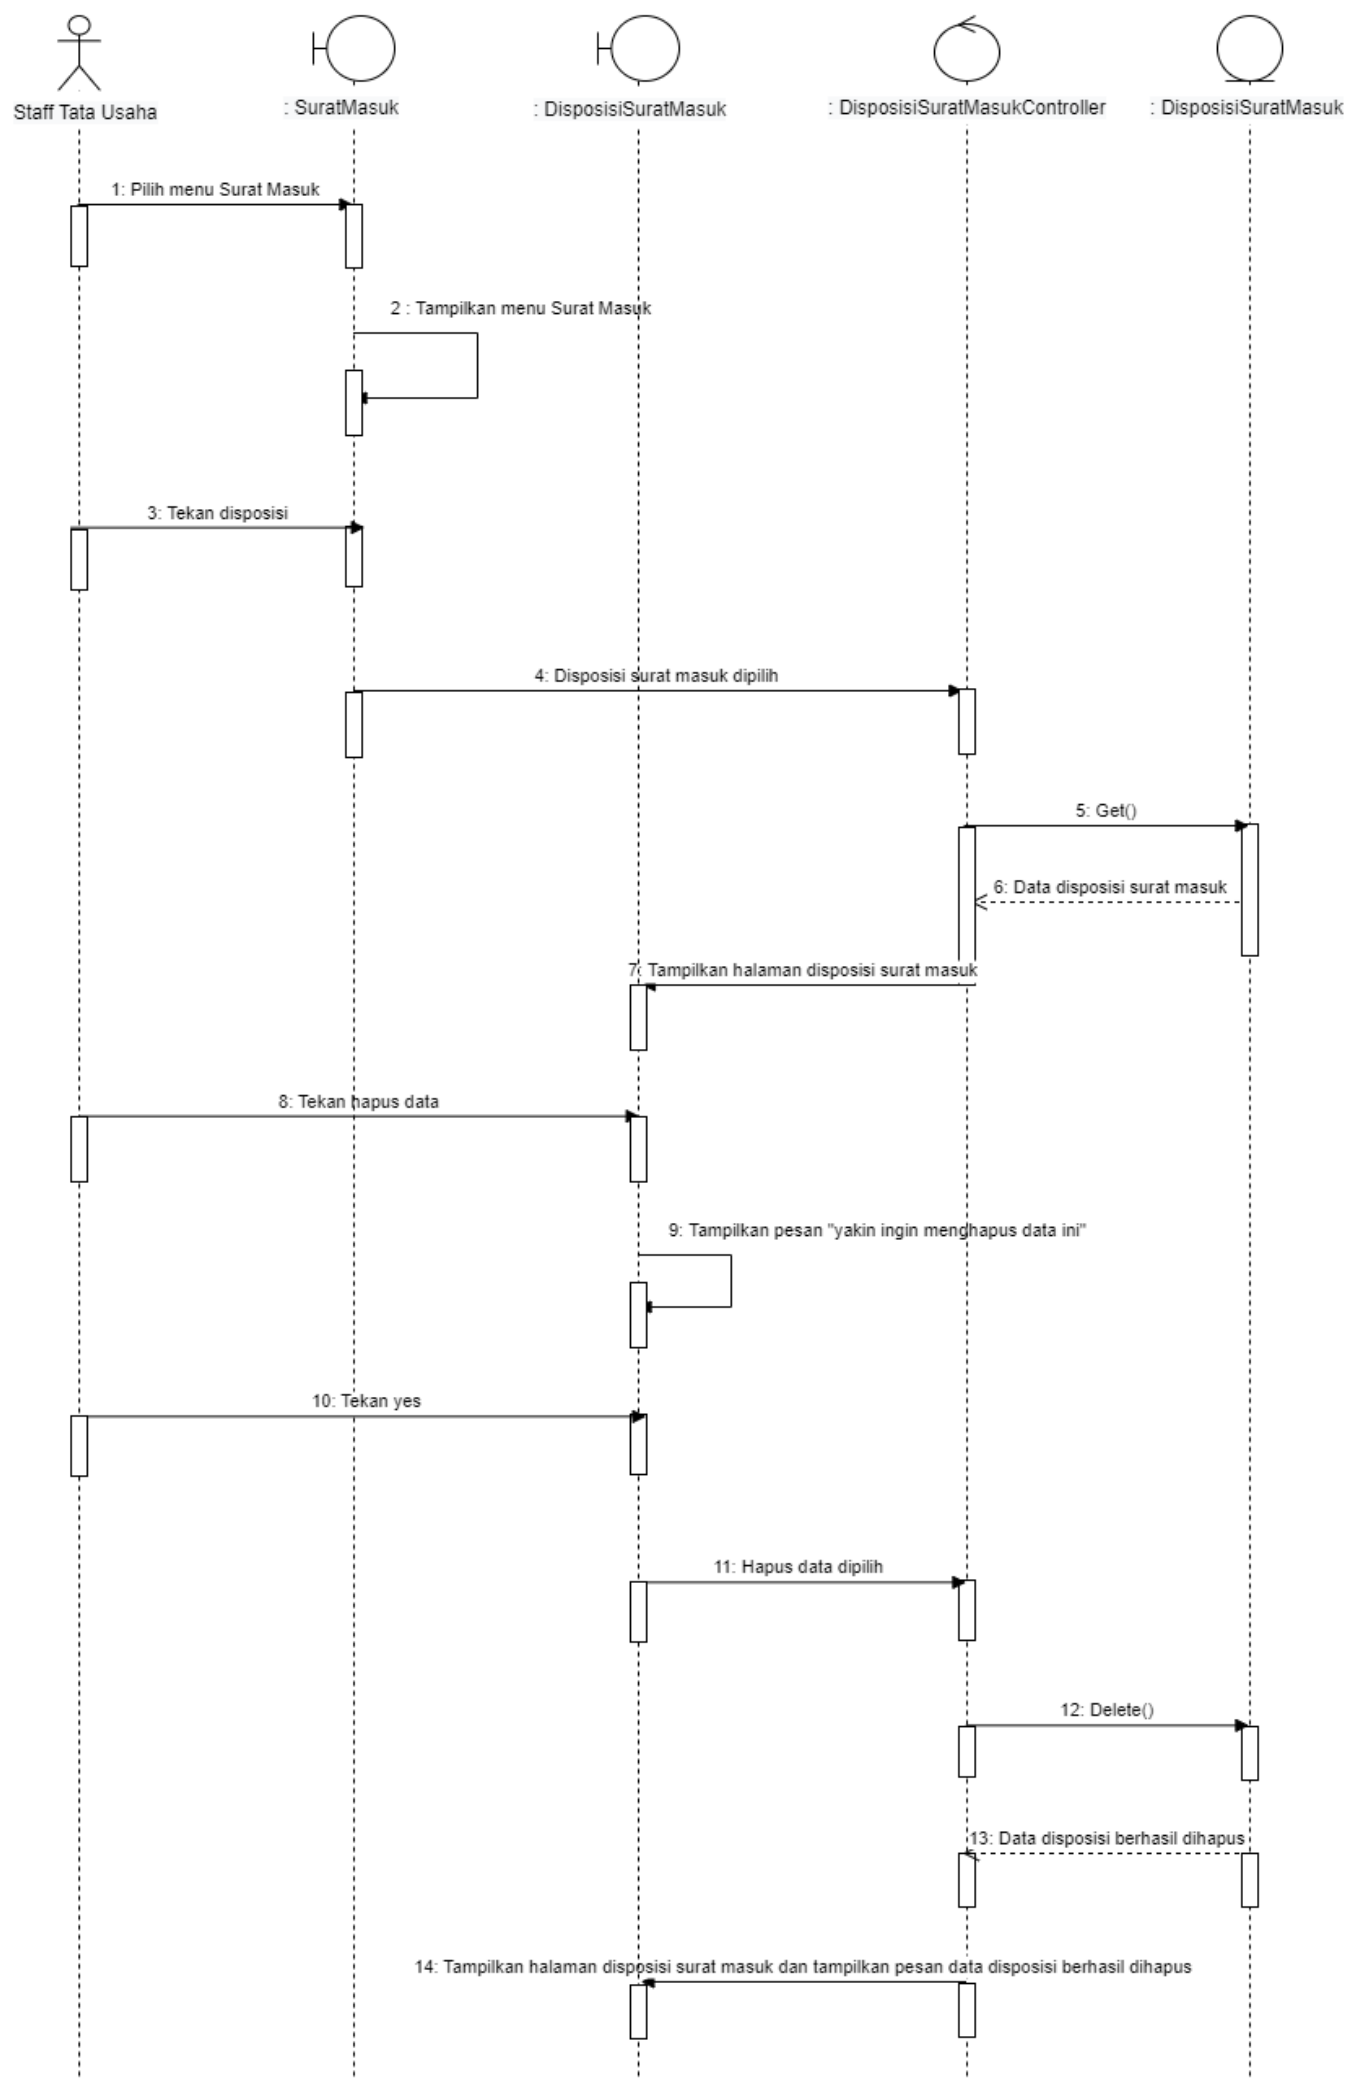 Staff Tata Usaha
: SuratMasuk
: DisposisiSuratMasuk
: DisposisiSuratMasukController
: DisposisiSuratMasuk
1: Pilih menu Surat Masuk
2 : Tampilkan menu Surat Masuk
3: Tekan disposisi
4: Disposisi surat masuk dipilih
5: Get()
6: Data disposisi surat masuk
7: Tampilkan halaman disposisi surat masuk
8: Tekan hapus data
9: Tampilkan pesan "yakin ingin menghapus data ini"
10: Tekan yes
11: Hapus data dipilih
12: Delete()
13: Data disposisi berhasil dihapus
14: Tampilkan halaman disposisi surat masuk dan tampilkan pesan data disposisi berhasil dihapus